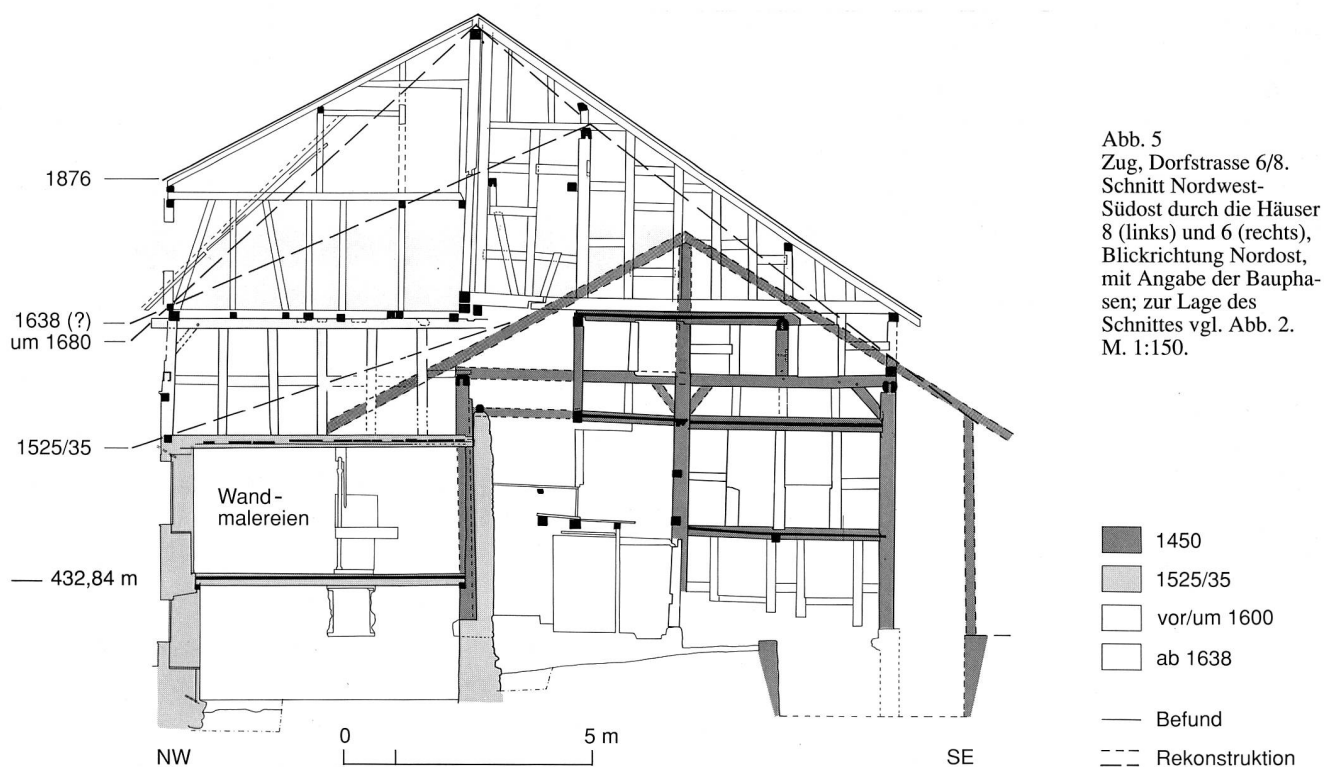 1876
1638 (?)
um 1680
1525/35
Wand-
malereien
432,84 m
0 5 m
NW SE
Abb. 5
Zug, Dorfstrasse 6/8.
Schnitt Nordwest-
Südost durch die Häuser
8 (links) und 6 (rechts),
Blickrichtung Nordost,
mit Angabe der Baupha-
sen; zur Lage des
Schnittes vgl. Abb. 2.
M. 1:150.
1450
1525/35
vor/um 1600
ab 1638
Befund
Rekonstruktion